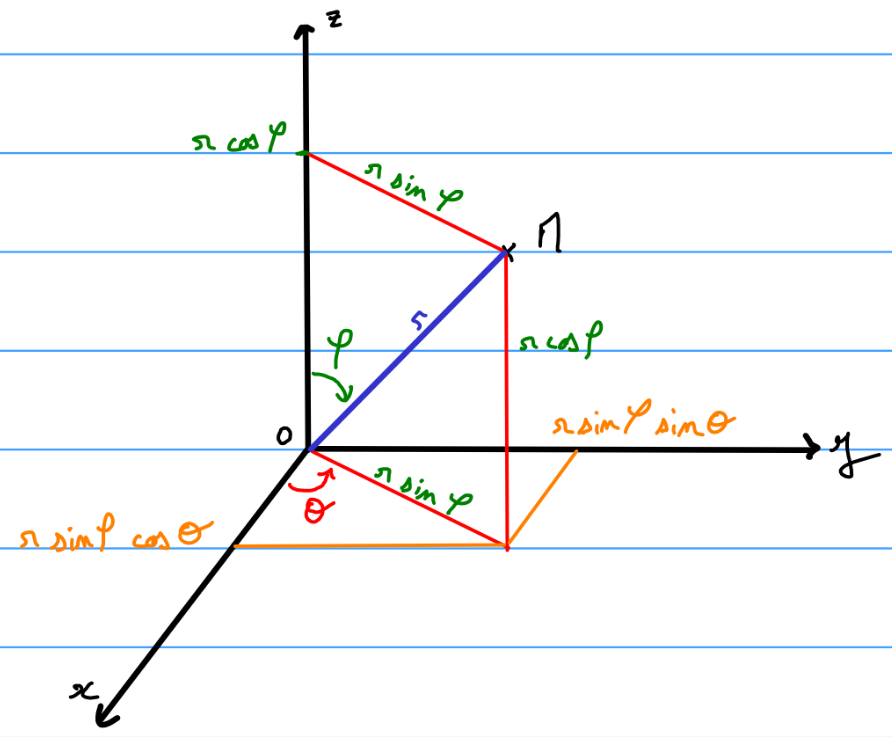 z
r cos φ
r sin φ
M
r
φ
r cos φ
O
r sin φ sin θ
y
θ
r sin φ
r sin φ cos θ
x